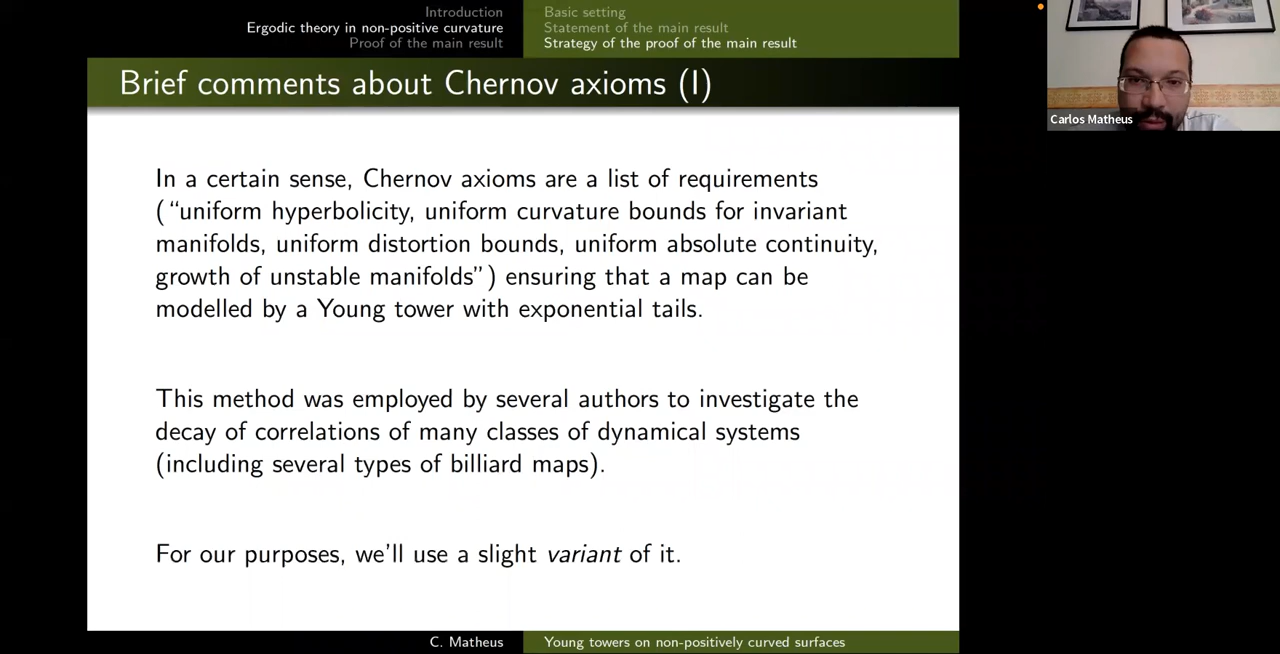 Introduction
Ergodic theory in non-positive curvature
Proof of the main result
Basic setting
Statement of the main result
Strategy of the proof of the main result
Brief comments about Chernov axioms (I)
In a certain sense, Chernov axioms are a list of requirements
(“uniform hyperbolicity, uniform curvature bounds for invariant
manifolds, uniform distortion bounds, uniform absolute continuity,
growth of unstable manifolds”) ensuring that a map can be
modelled by a Young tower with exponential tails.
This method was employed by several authors to investigate the
decay of correlations of many classes of dynamical systems
(including several types of billiard maps).
For our purposes, we’ll use a slight variant of it.
C. Matheus
Young towers on non-positively curved surfaces
Carlos Matheus